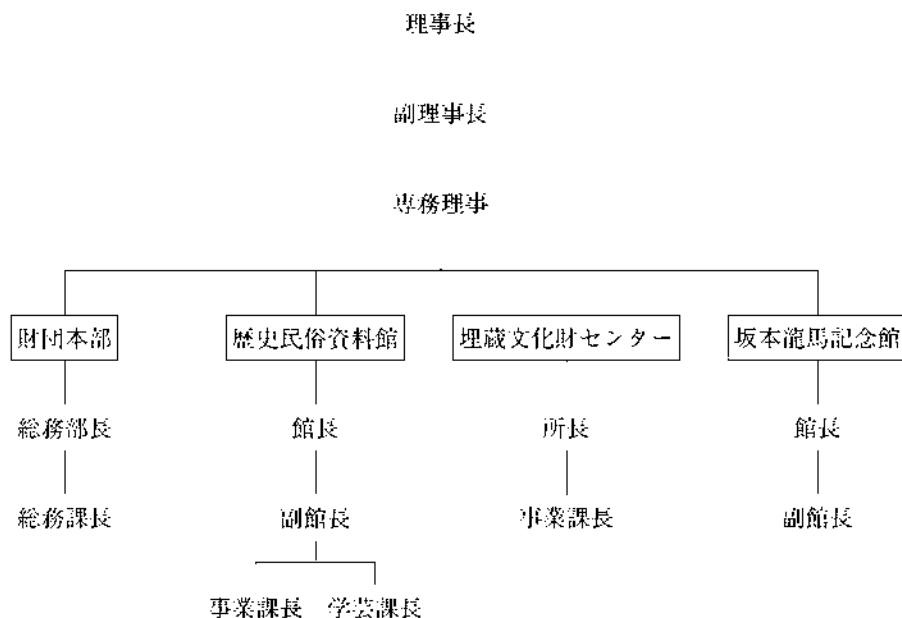 理事長
副理事長
専務理事
財団本部 歴史民俗資料館 埋蔵文化財センター 坂本龍馬記念館
総務部長 館長 所長 館長
総務課長 副館長 事業課長 副館長
事業課長 学芸課長